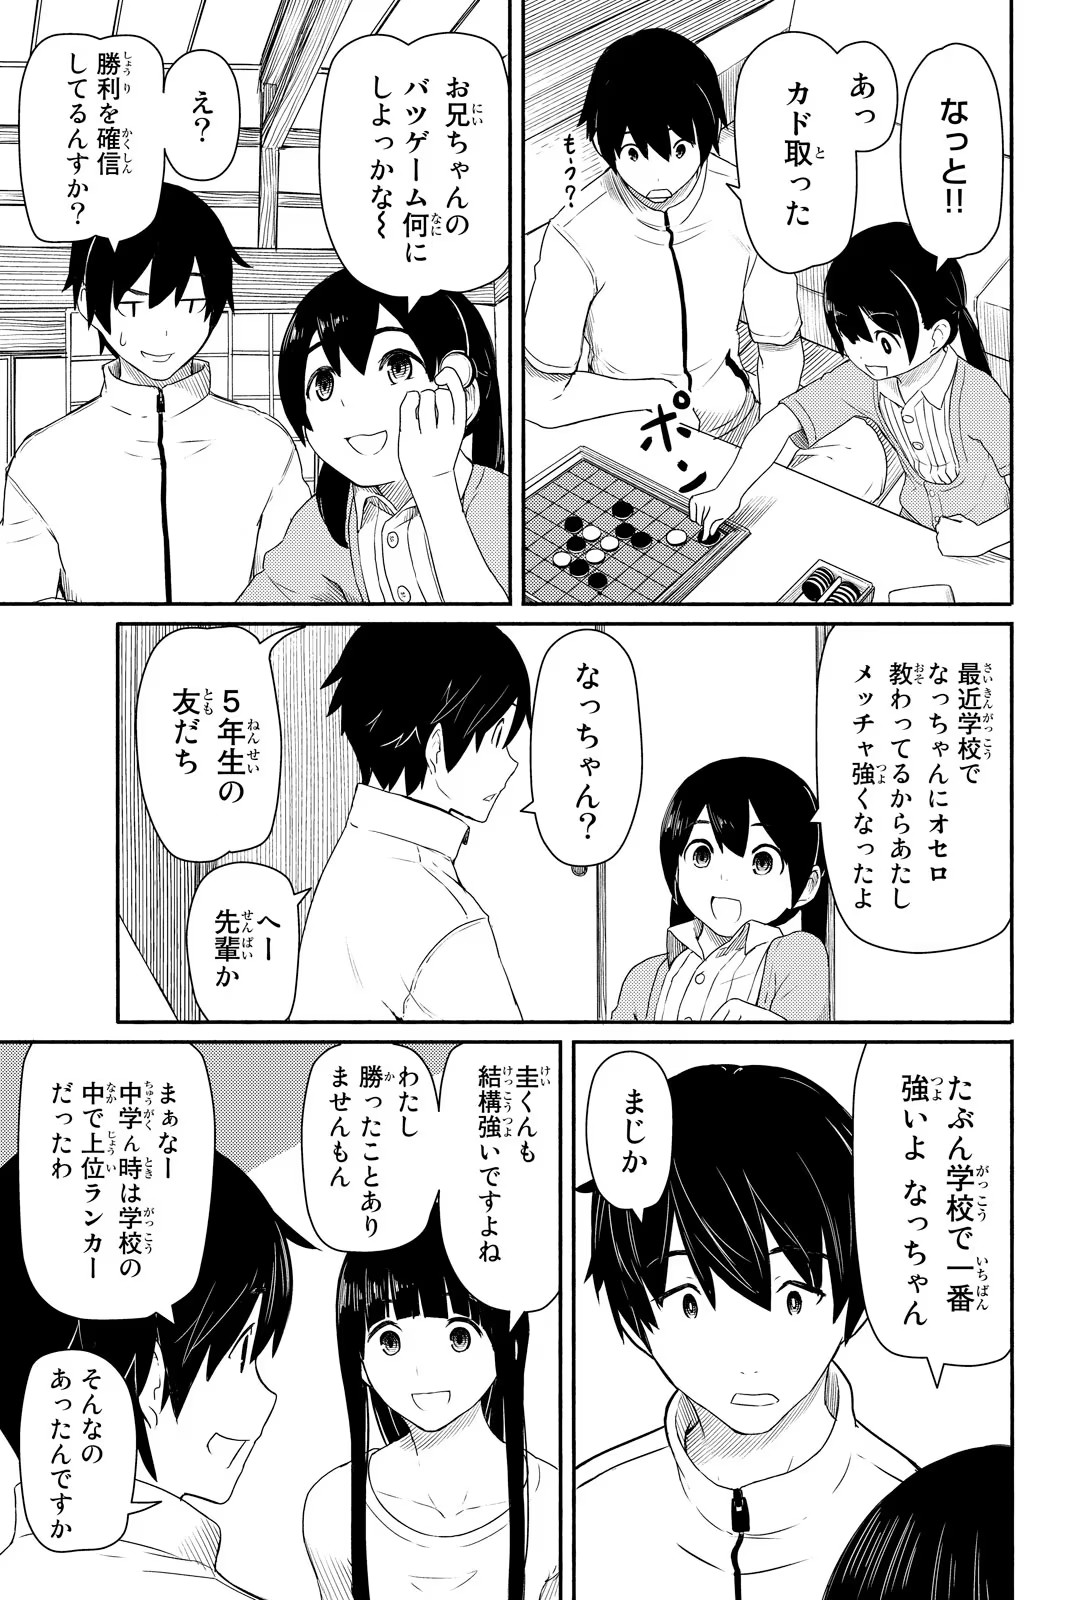 なっと!!
あっ
カド取った
もう?
ポン
お兄ちゃんの
バツゲーム何に
しよっかな〜
え?
勝利を確信
してるんすか?
最近学校で
なっちゃんにオセロ
教わってるからあたし
メッチャ強くなったよ
なっちゃん?
5年生の
友だち
へー
先輩か
たぶん学校で一番
強いよ なっちゃん
まじか
圭くんも
結構強いですよね
わたし
勝ったことあり
ませんもん
まぁなー
中学ん時は学校の
中で上位ランカー
だったわ
そんなの
あったんですか